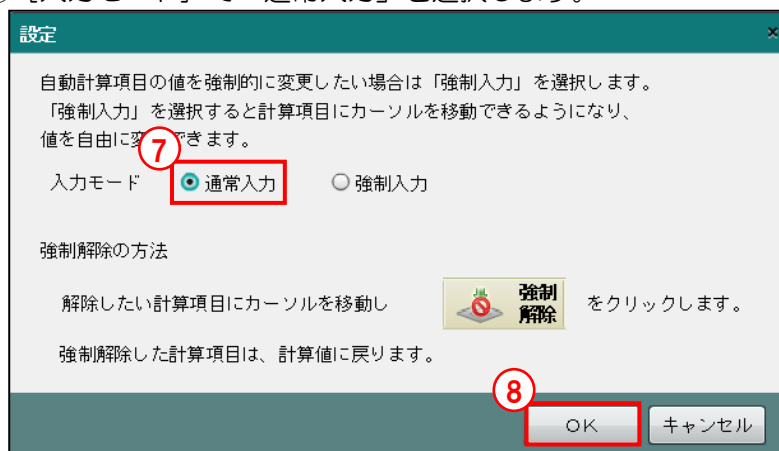 設定
×
自動計算項目の値を強制的に変更したい場合は「強制入力」を選択します。
「強制入力」を選択すると計算項目にカーソルを移動できるようになり、
値を自由に変 できます。
⑦
入力モード 通常入力 強制入力
強制解除の方法
解除したい計算項目にカーソルを移動し 強制解除 をクリックします。
強制解除した計算項目は、計算値に戻ります。
⑧
OK キャンセル